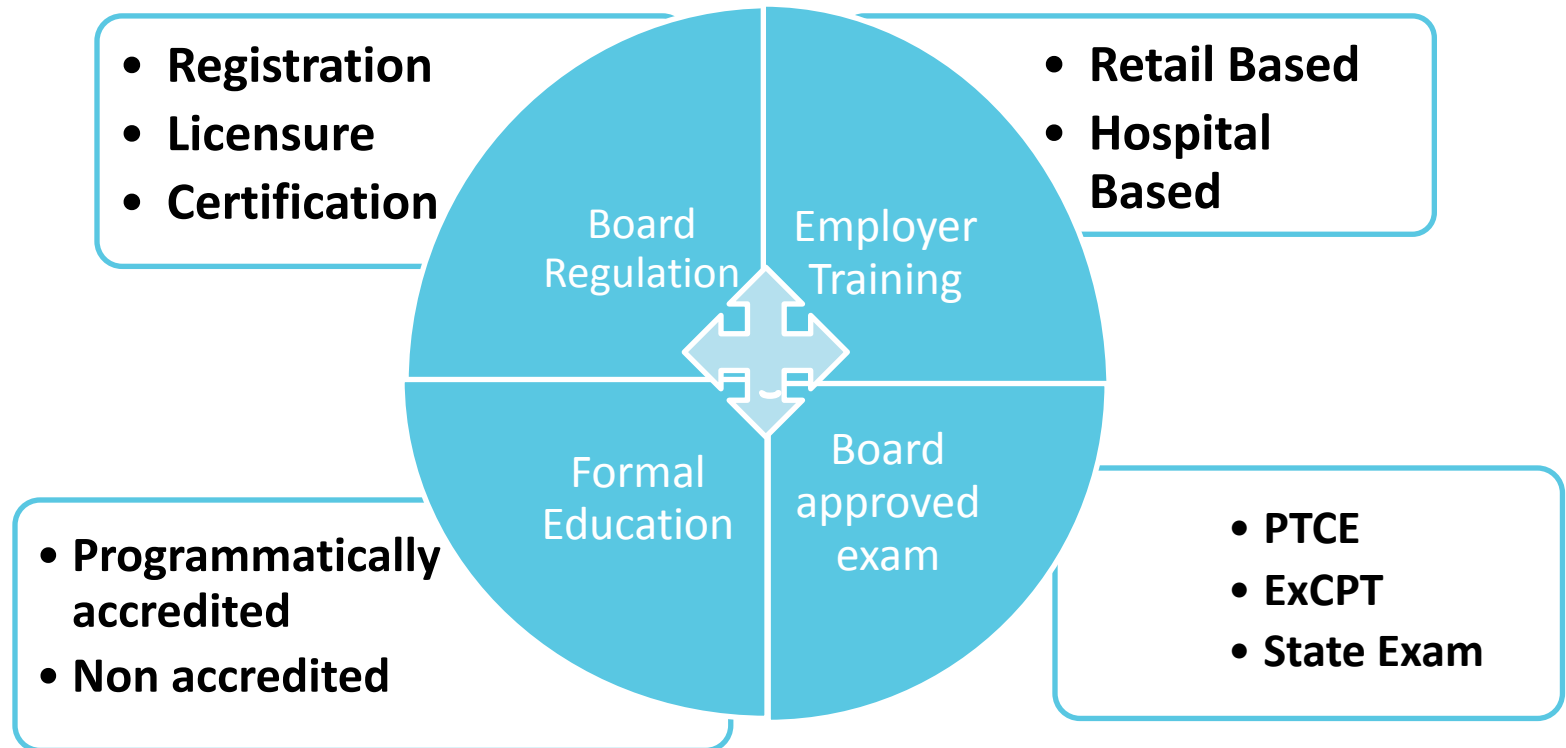 • Registration
• Licensure
• Certification
Board
Regulation
• Retail Based
• Hospital
Based
Employer
Training
• Programmatically
accredited
• Non accredited
Formal
Education
Board
approved
exam
• PTCE
• ExCPT
• State Exam